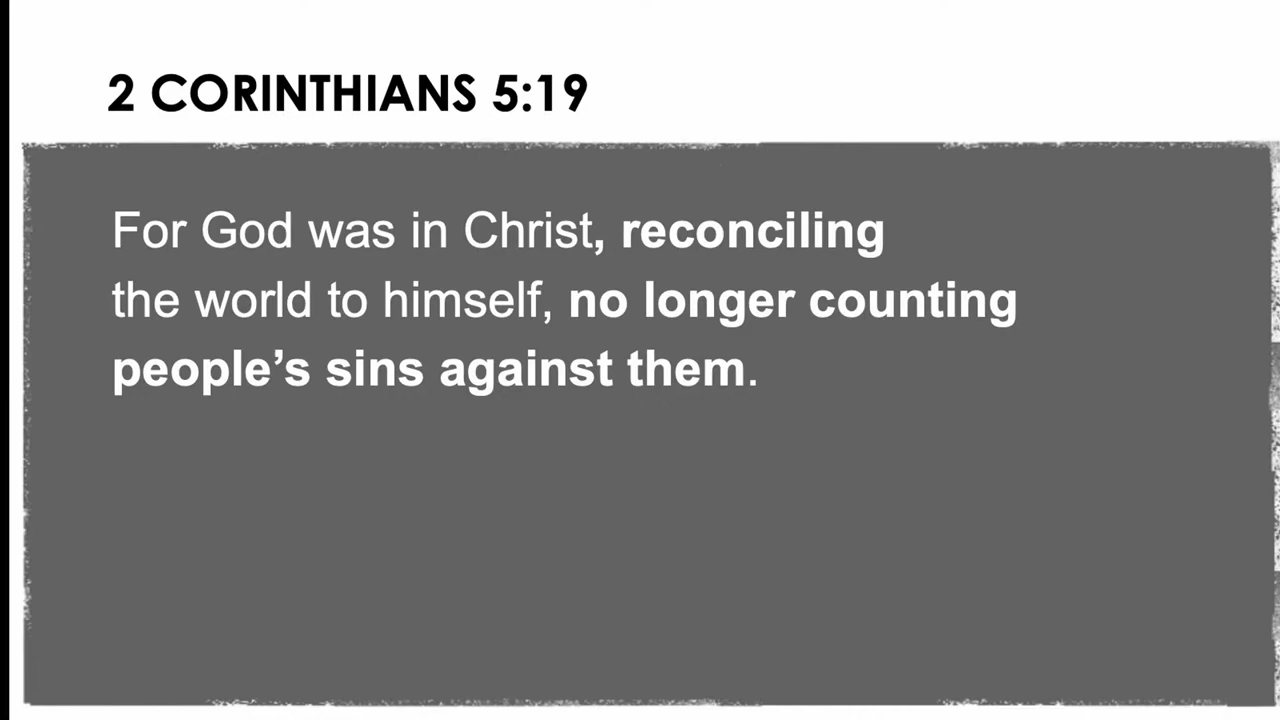 2 CORINTHIANS 5:19
For God was in Christ, reconciling
the world to himself, no longer counting
people’s sins against them.